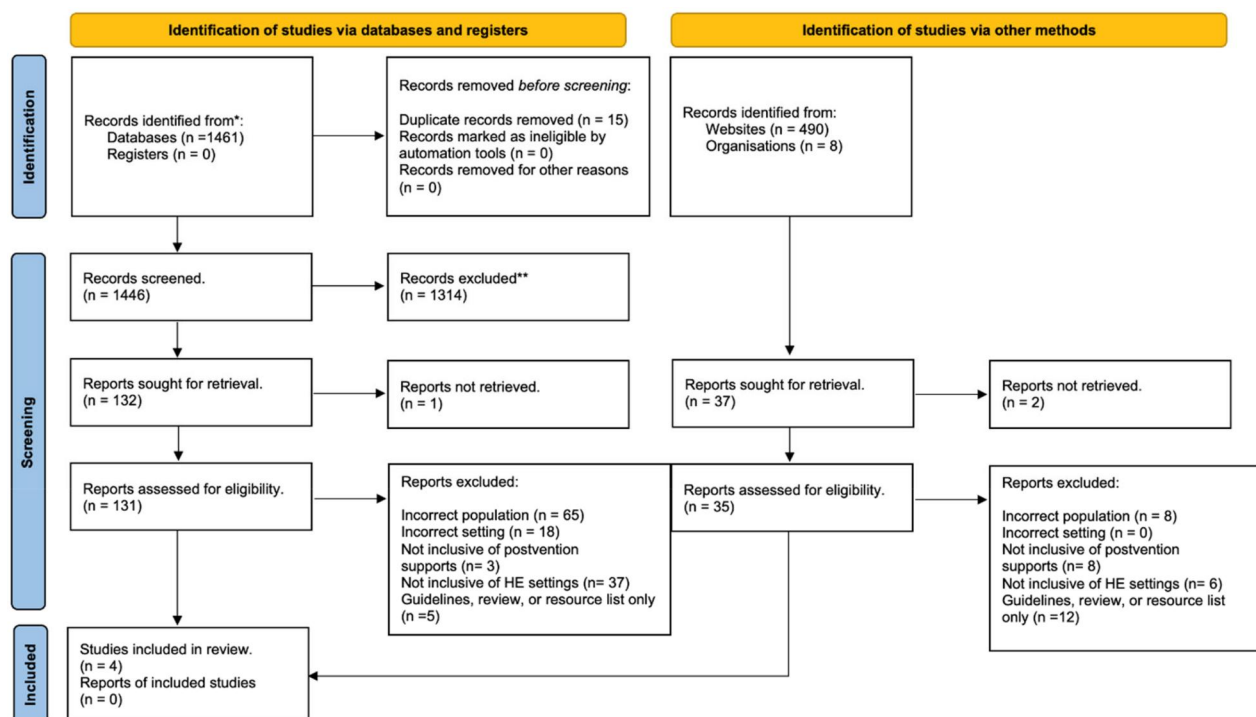 Identification of studies via databases and registers
Identification of studies via other methods
Identification
Records identified from*:
Databases (n =1461)
Registers (n = 0)
Records removed before screening:
Duplicate records removed (n = 15)
Records marked as ineligible by
automation tools (n = 0)
Records removed for other reasons
(n = 0)
Records identified from:
Websites (n = 490)
Organisations (n = 8)
Screening
Records screened.
(n = 1446)
Records excluded**
(n = 1314)
Reports sought for retrieval.
(n = 132)
Reports not retrieved.
(n = 1)
Reports sought for retrieval.
(n = 37)
Reports not retrieved.
(n = 2)
Reports assessed for eligibility.
(n = 131)
Reports excluded:
Incorrect population (n = 65)
Incorrect setting (n = 18)
Not inclusive of postvention
supports (n= 3)
Not inclusive of HE settings (n= 37)
Guidelines, review, or resource list only
(n =5)
Reports assessed for eligibility.
(n = 35)
Reports excluded:
Incorrect population (n = 8)
Incorrect setting (n = 0)
Not inclusive of postvention
supports (n= 8)
Not inclusive of HE settings (n= 6)
Guidelines, review, or resource list
only (n =12)
Included
Studies included in review.
(n = 4)
Reports of included studies
(n = 0)